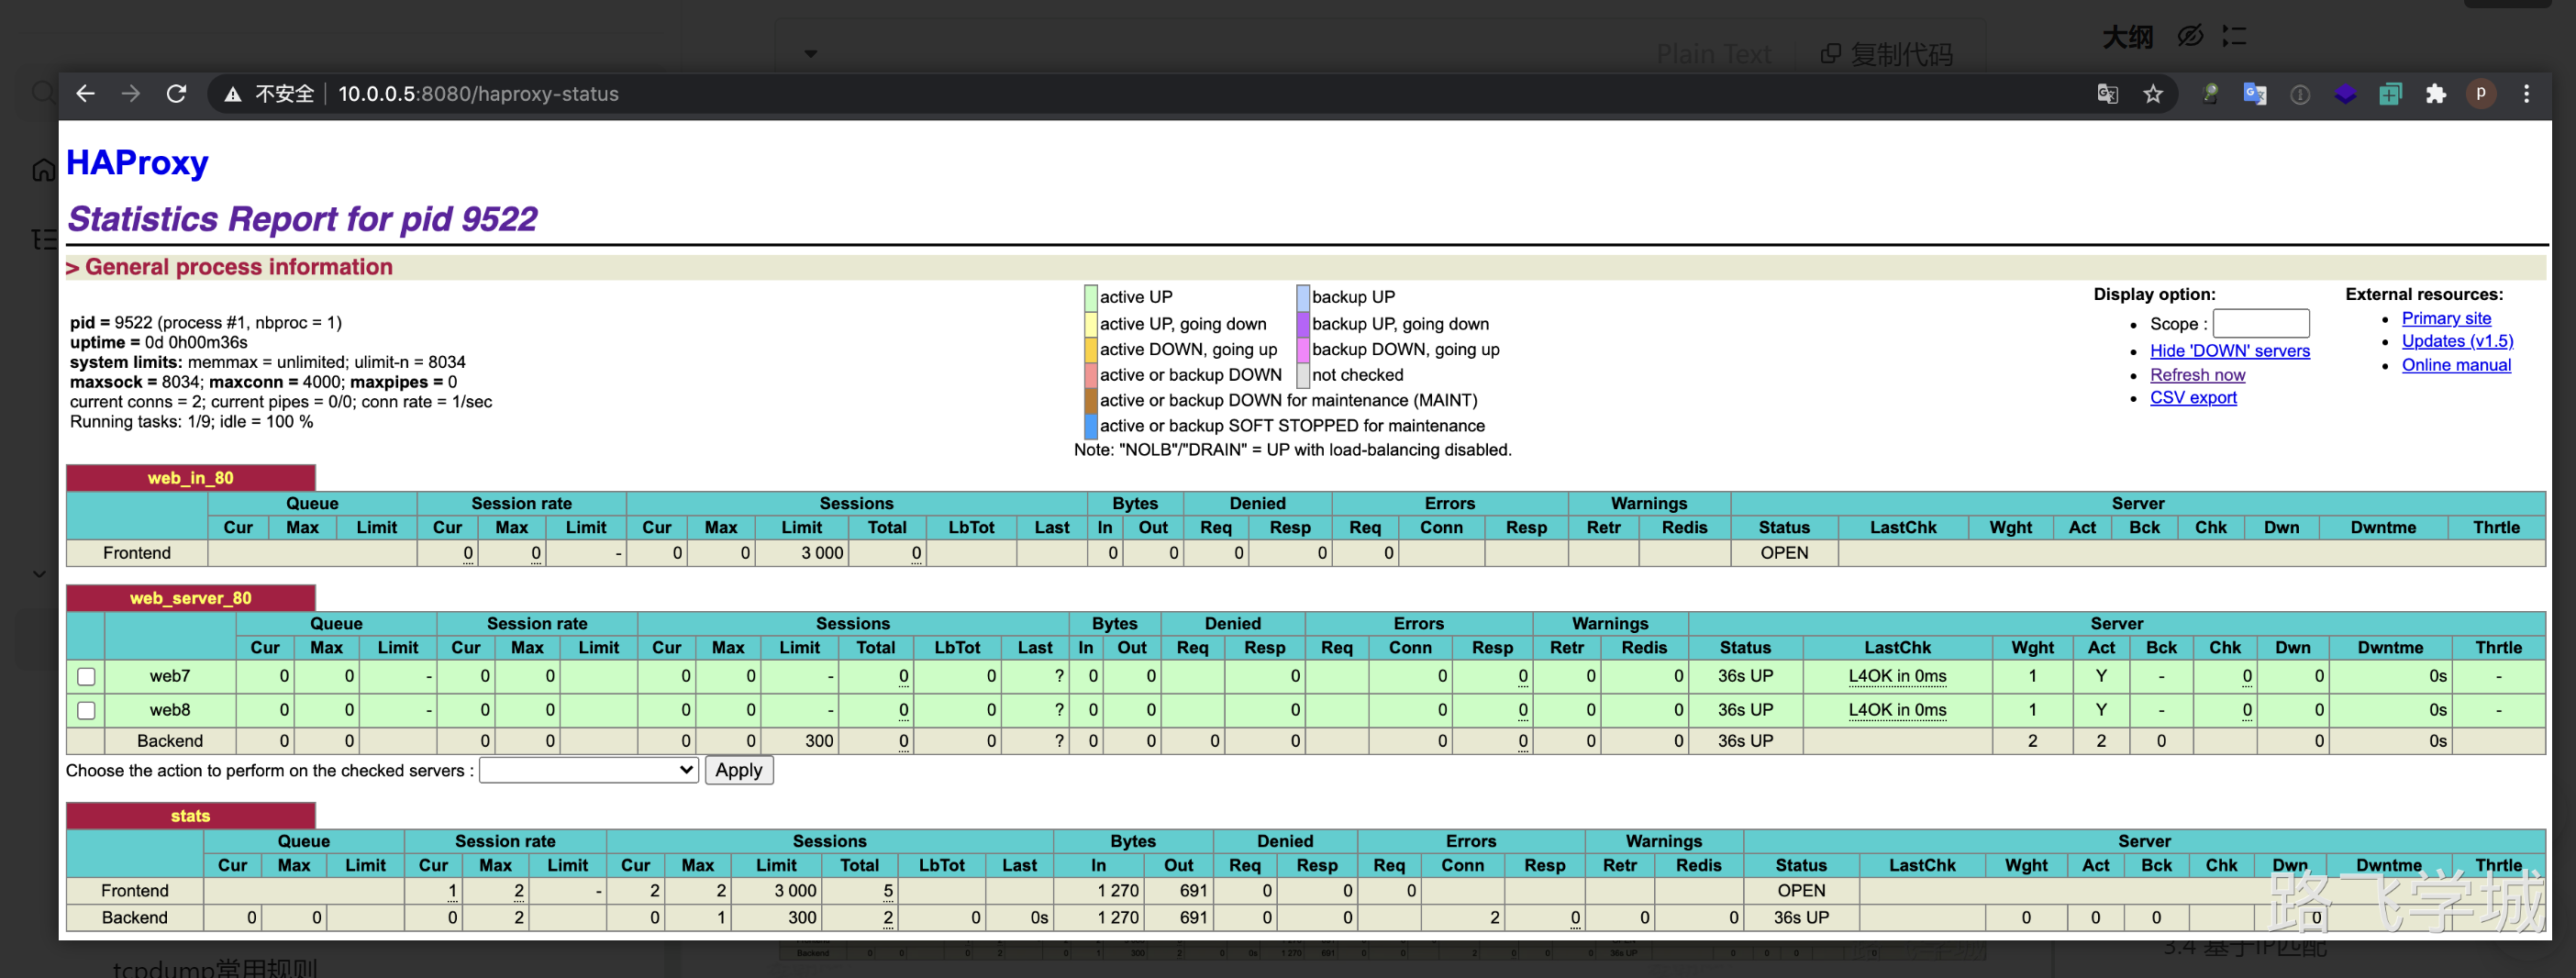 大纲
Plain Text 复制代码
不安全 10.0.0.5:8080/haproxy-status
P
HAProxy
Statistics Report for pid 9522
> General process information
pid = 9522 (process #1, nbproc = 1)
uptime = 0d 0h00m36s
system limits: memmax = unlimited; ulimit-n = 8034
maxsock = 8034; maxconn = 4000; maxpipes = 0
current conns = 2; current pipes = 0/0; conn rate = 1/sec
Running tasks: 1/9; idle = 100 %
active UP backup UP
active UP, going down backup UP, going down
active DOWN, going up backup DOWN, going up
active or backup DOWN not checked
active or backup DOWN for maintenance (MAINT)
active or backup SOFT STOPPED for maintenance
Note: "NOLB"/"DRAIN" = UP with load-balancing disabled.
Display option:
Scope :
Hide 'DOWN' servers
Refresh now
CSV export
External resources:
Primary site
Updates (v1.5)
Online manual
web_in_80
Queue Session rate Sessions Bytes Denied Errors Warnings Server
Cur Max Limit Cur Max Limit Cur Max Limit Total LbTot Last In Out Req Resp Req Conn Resp Retr Redis Status LastChk Wght Act Bck Chk Dwn Dwntme Thrtle
Frontend 0 0 - 0 0 3 000 0 0 0 0 0 0 OPEN
web_server_80
Queue Session rate Sessions Bytes Denied Errors Warnings Server
Cur Max Limit Cur Max Limit Cur Max Limit Total LbTot Last In Out Req Resp Req Conn Resp Retr Redis Status LastChk Wght Act Bck Chk Dwn Dwntme Thrtle
web7 0 0 - 0 0 0 0 - 0 0 ? 0 0 0 0 0 0 0 36s UP L4OK in 0ms 1 Y - 0 0 0s -
web8 0 0 - 0 0 0 0 - 0 0 ? 0 0 0 0 0 0 0 36s UP L4OK in 0ms 1 Y - 0 0 0s -
Backend 0 0 0 0 0 0 300 0 0 ? 0 0 0 0 0 0 0 0 36s UP 2 2 0 0 0s
Choose the action to perform on the checked servers : Apply
stats
Queue Session rate Sessions Bytes Denied Errors Warnings Server
Cur Max Limit Cur Max Limit Cur Max Limit Total LbTot Last In Out Req Resp Req Conn Resp Retr Redis Status LastChk Wght Act Bck Chk Dwn Dwntme Thrtle
Frontend 1 2 - 2 2 3 000 5 1 270 691 0 0 0 OPEN
Backend 0 0 0 2 0 1 300 2 0 0s 1 270 691 0 0 2 0 0 0 36s UP 0 0 0 0
路飞学城
3.4 基于IP匹配
tcpdump常用规则